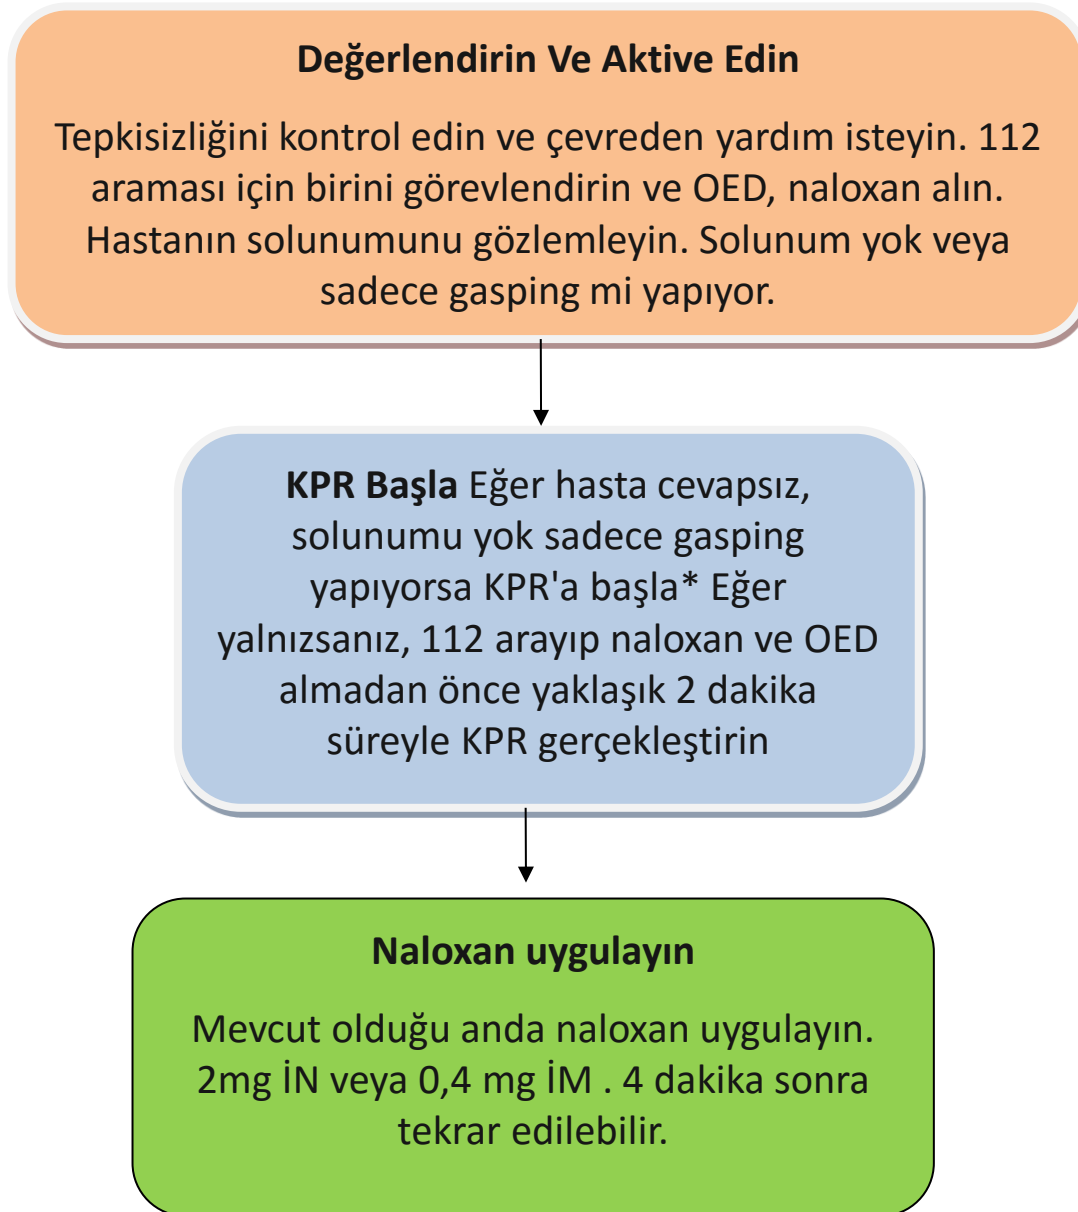 Değerlendirin Ve Aktive Edin
Tepkisizliğini kontrol edin ve çevreden yardım isteyin. 112
araması için birini görevlendirin ve OED, naloxan alın.
Hastanın solunumunu gözlemleyin. Solunum yok veya
sadece gasping mi yapıyor.
KPR Başla Eğer hasta cevapsız,
solunumu yok sadece gasping
yapıyorsa KPR'a başla* Eğer
yalnızsanız, 112 arayıp naloxan ve OED
almadan önce yaklaşık 2 dakika
süreyle KPR gerçekleştirin
Naloxan uygulayın
Mevcut olduğu anda naloxan uygulayın.
2mg İN veya 0,4 mg İM . 4 dakika sonra
tekrar edilebilir.